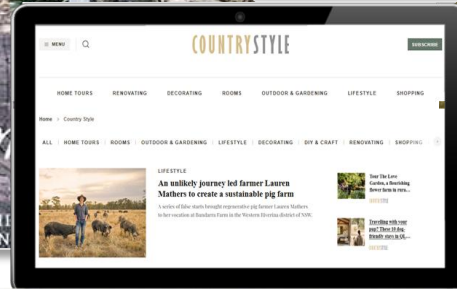 MENU
COUNTRYSTYLE
SUBSCRIBE
HOME TOURS RENOVATING DECORATING ROOMS OUTDOOR & GARDENING LIFESTYLE SHOPPING
Home > Country Style
ALL HOME TOURS ROOMS OUTDOOR & GARDENING LIFESTYLE DECORATING DIY & CRAFT RENOVATING SHOPPING
LIFESTYLE
An unlikely journey led farmer Lauren
Mathers to create a sustainable pig farm
A series of false starts brought regenerative pig farmer Lauren Mathers
to her vocation at Bundarra Farm in the Western Riverina district of NSW.
Tour The Love
Garden, a flourishing
flower farm in rura...
Travelling with your
pup? These 10 dog-
friendly stays in QL...